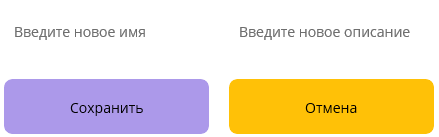 Введите новое имя
Введите новое описание
Сохранить
Отмена